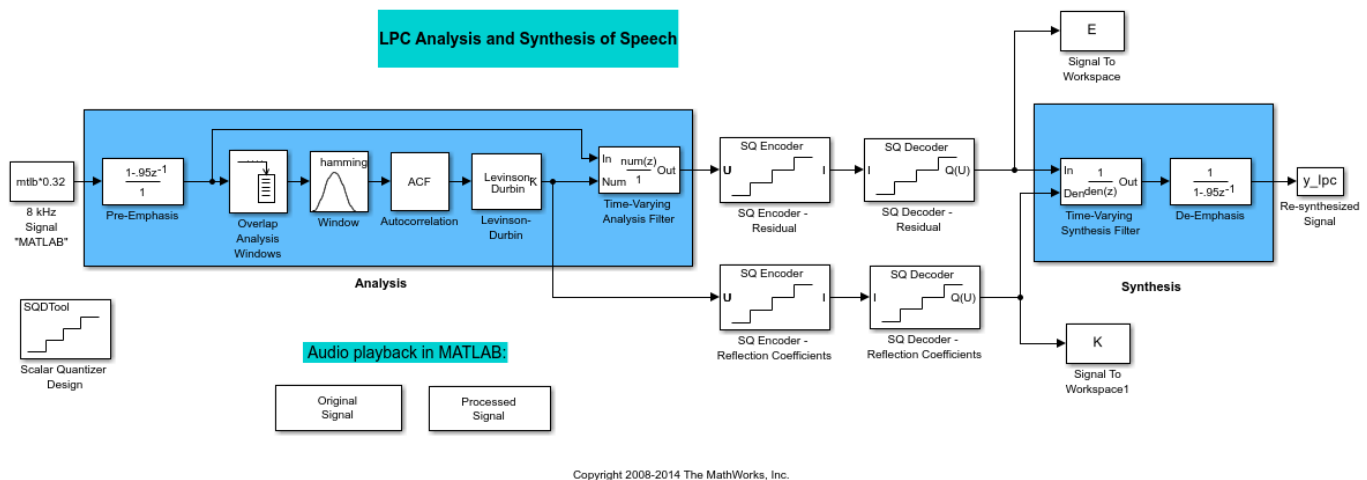 LPC Analysis and Synthesis of Speech
E
Signal To
Workspace
mtlb*0.32
8 kHz
Signal
"MATLAB"
1-.95z-1
1
Pre-Emphasis
Overlap
Analysis
Windows
hamming
Window
ACF
Autocorrelation
Levinson-
Durbin
K
Levinson-
Durbin
In
Num
num(z)
1
Out
Time-Varying
Analysis Filter
Analysis
SQ Encoder
U
I
SQ Encoder -
Residual
SQ Decoder
I
Q(U)
SQ Decoder -
Residual
In
Den
1
den(z)
Out
Time-Varying
Synthesis Filter
1
1-.95z-1
De-Emphasis
Synthesis
y_lpc
Re-synthesized
Signal
SQ Encoder
U
I
SQ Encoder -
Reflection Coefficients
SQ Decoder
I
Q(U)
SQ Decoder -
Reflection Coefficients
K
Signal To
Workspace1
SQDTool
Scalar Quantizer
Design
Audio playback in MATLAB:
Original
Signal
Processed
Signal
Copyright 2008-2014 The MathWorks, Inc.